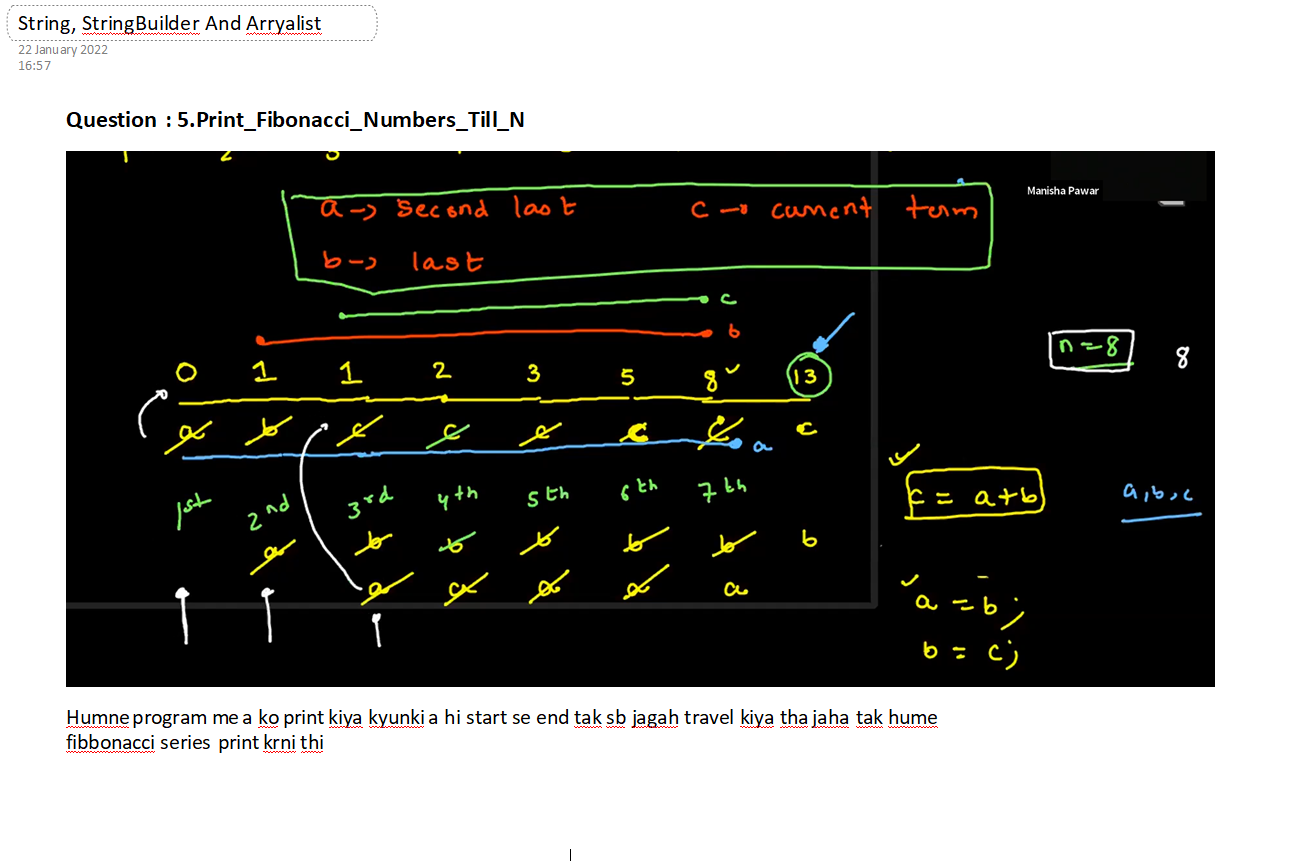 String, StringBuilder And Arryalist
22 January 2022
16:57
Question : 5.Print_Fibonacci_Numbers_Till_N
Manisha Pawar
a -> second last c -> current term
b -> last
c
b
n = 8
8
0 1 1 2 3 5 8 13
a b c c c c c c
a
1st 2nd 3rd 4th 5th 6th 7th
c = a+b
a,b,c
a b b b b b b
a a a a a
a = b;
b = c;
Humne program me a ko print kiya kyunki a hi start se end tak sb jagah travel kiya tha jaha tak hume
fibbonacci series print krni thi